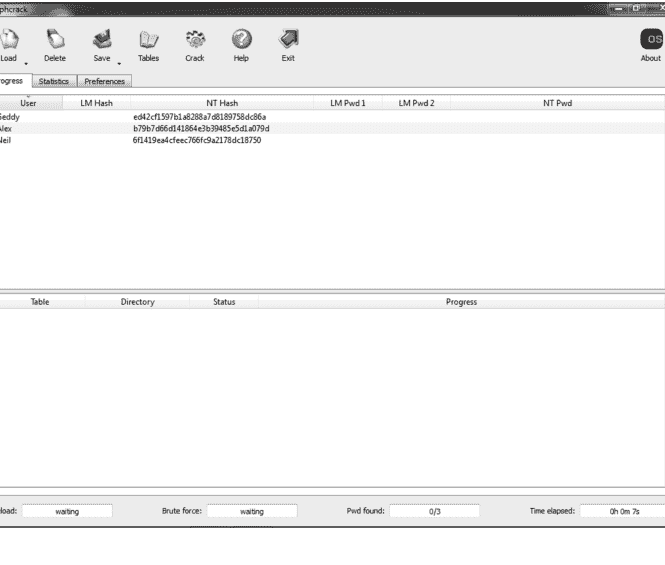 phcrack
Load Delete Save Tables Crack Help Exit OS About
rogress Statistics Preferences
User LM Hash NT Hash LM Pwd 1 LM Pwd 2 NT Pwd
Geddy ed42cf1597b1a8288a7d8189758dc86a
Alex b79b7d66d141864e3b39485e5d1a079d
Neil 6f1419ea4cfeec766fc9a2178dc18750
Table Directory Status Progress
load: waiting Brute force: waiting Pwd found: 0/3 Time elapsed: 0h 0m 7s